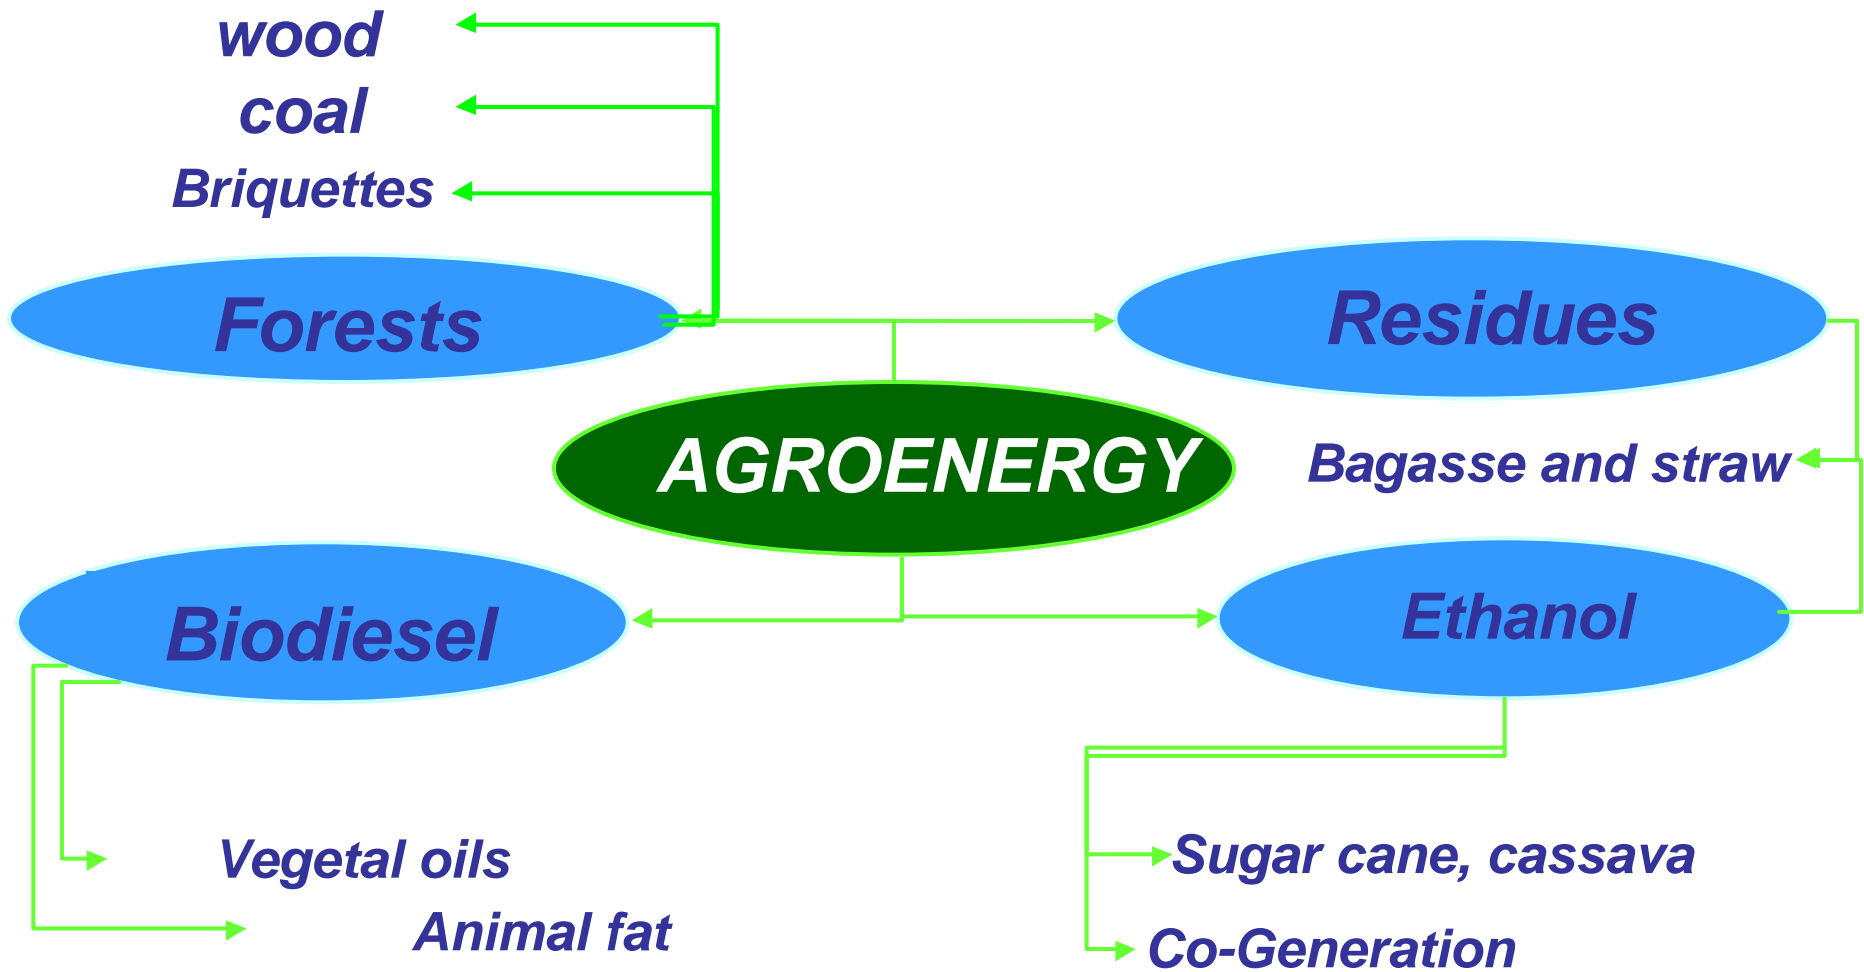 wood
coal
Briquettes
Forests
Residues
AGROENERGY
Bagasse and straw
Biodiesel
Ethanol
Vegetal oils
Sugar cane, cassava
Animal fat
Co-Generation